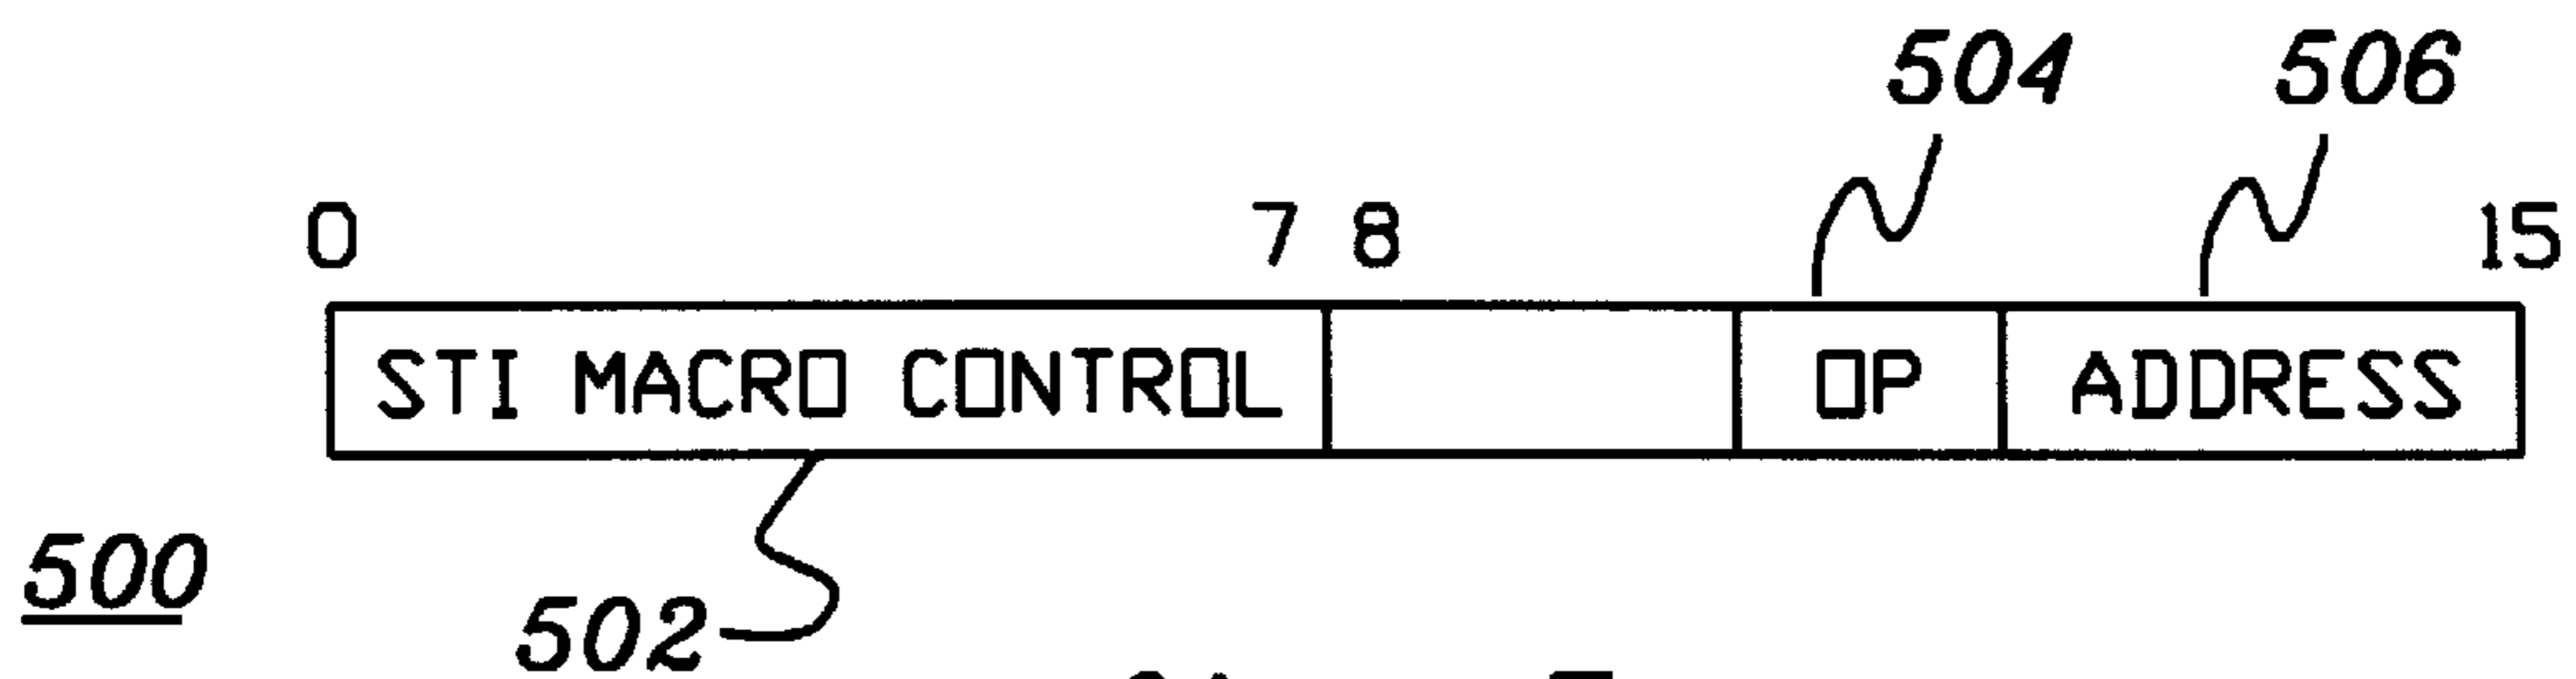 504 506
0 7 8 15
STI MACRO CONTROL OP ADDRESS
500
502